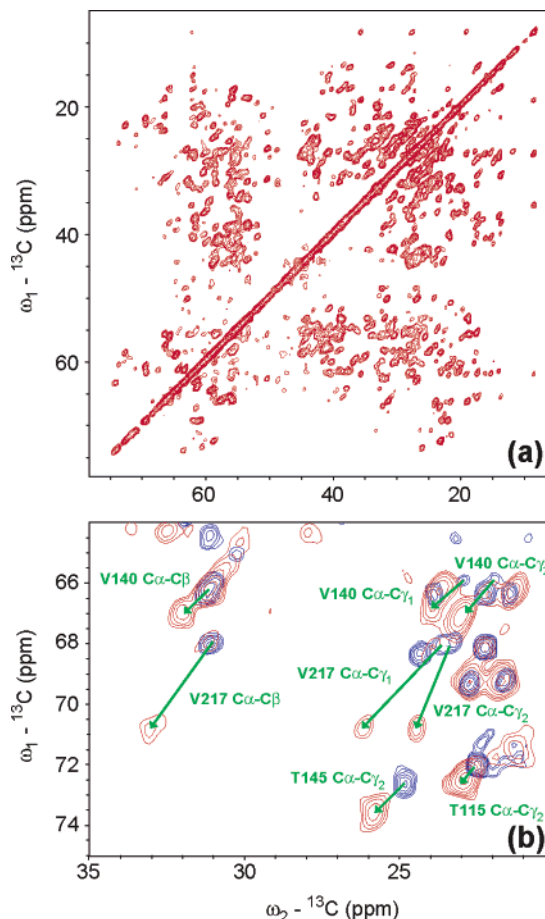 20
40
60
ω1 - 13C (ppm)
60
40
20
(a)
V140 Cα-Cβ
V140 Cα-Cγ2
V140 Cα-Cγ1
V217 Cα-Cγ1
V217 Cα-Cβ
V217 Cα-Cγ2
T145 Cα-Cγ2
T115 Cα-Cγ2
66
68
70
72
74
ω1 - 13C (ppm)
(b)
35
30
25
ω2 - 13C (ppm)